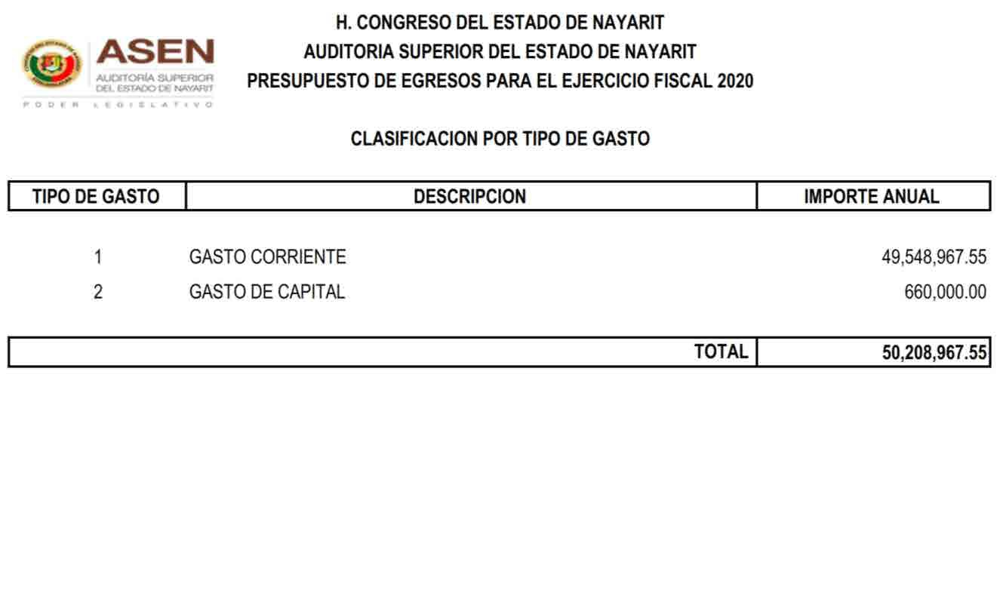 H. CONGRESO DEL ESTADO DE NAYARIT
AUDITORIA SUPERIOR DEL ESTADO DE NAYARIT
PRESUPUESTO DE EGRESOS PARA EL EJERCICIO FISCAL 2020
ASEN
AUDITORÍA SUPERIOR
DEL ESTADO DE NAYARIT
PODER LEGISLATIVO
CLASIFICACION POR TIPO DE GASTO
TIPO DE GASTO DESCRIPCION IMPORTE ANUAL
1 GASTO CORRIENTE 49,548,967.55
2 GASTO DE CAPITAL 660,000.00
TOTAL 50,208,967.55